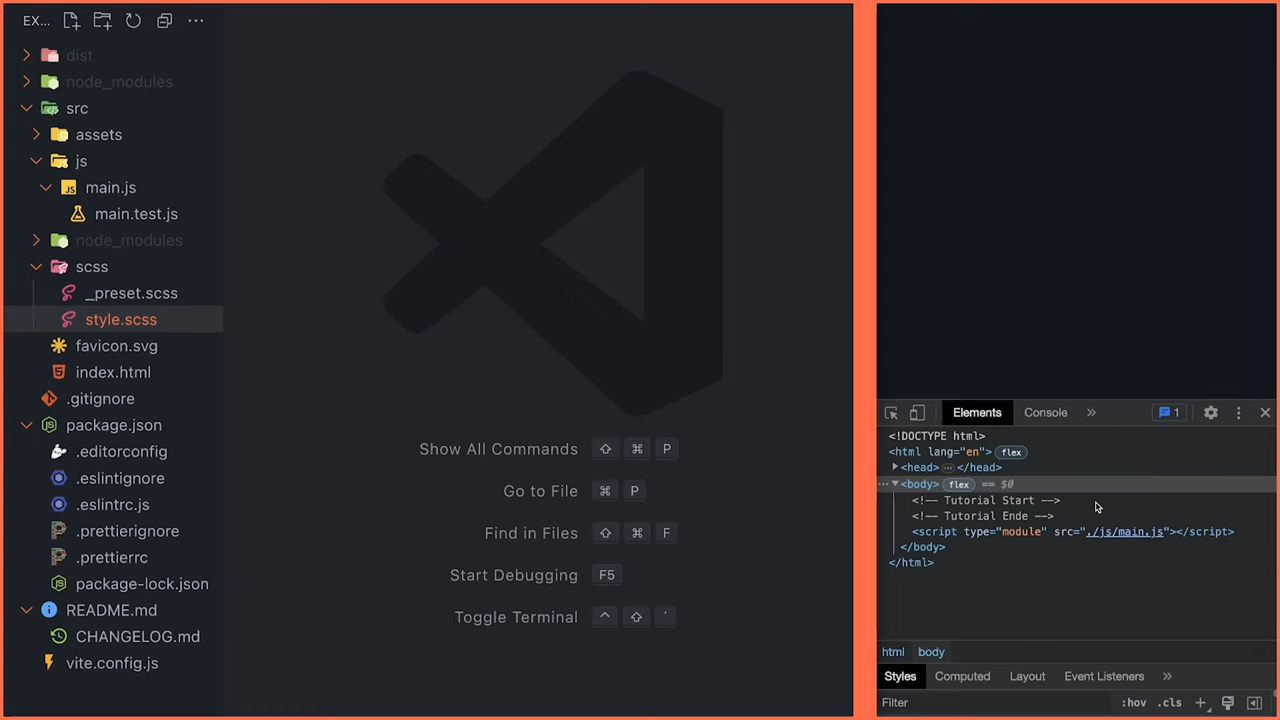 EX...
dist
node_modules
src
assets
js
JS main.js
main.test.js
node_modules
scss
_preset.scss
style.scss
favicon.svg
index.html
.gitignore
package.json
.editorconfig
.eslintignore
.eslintrc.js
.prettierignore
.prettierrc
package-lock.json
README.md
CHANGELOG.md
vite.config.js
Show All Commands ⇧ ⌘ P
Go to File ⌘ P
Find in Files ⇧ ⌘ F
Start Debugging F5
Toggle Terminal ^ ⇧ ´
Elements Console » 1
<!DOCTYPE html>
<html lang="en"> flex
<head> ⋯ </head>
<body> flex == $0
<!-- Tutorial Start -->
<!-- Tutorial Ende -->
<script type="module" src="./js/main.js"></script>
</body>
</html>
html body
Styles Computed Layout Event Listeners »
Filter :hov .cls +